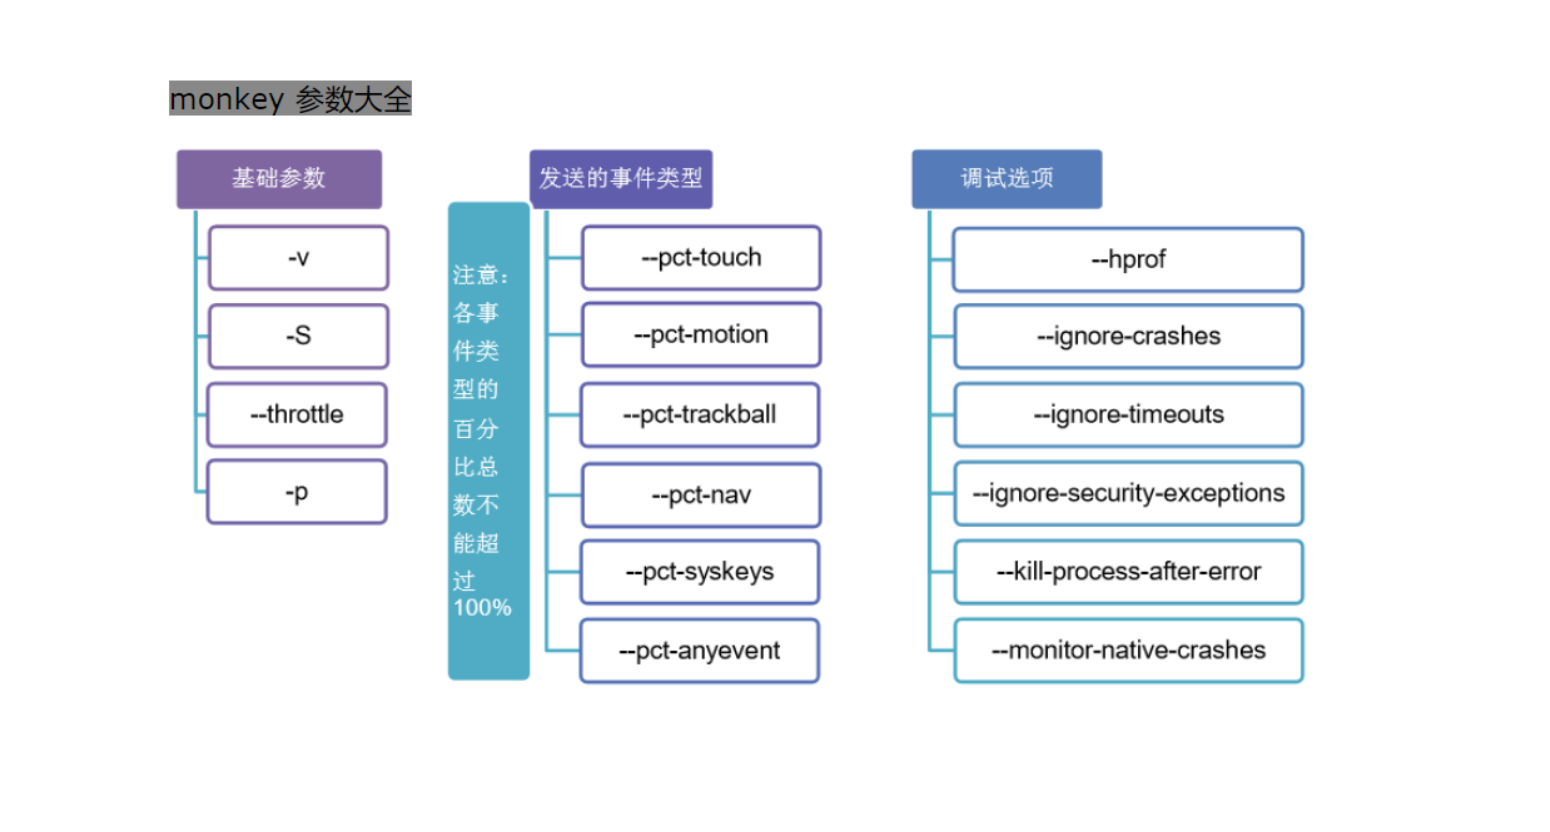 monkey 参数大全
基础参数
-v
-S
--throttle
-p
注意：
各事
件类
型的
百分
比总
数不
能超
过
100%
发送的事件类型
--pct-touch
--pct-motion
--pct-trackball
--pct-nav
--pct-syskeys
--pct-anyevent
调试选项
--hprof
--ignore-crashes
--ignore-timeouts
--ignore-security-exceptions
--kill-process-after-error
--monitor-native-crashes